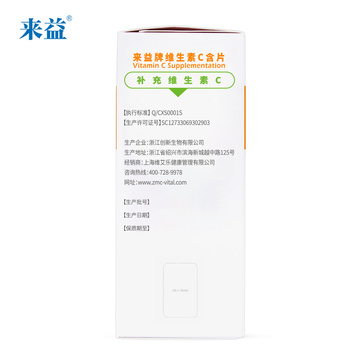 来益®
来益牌维生素C含片
Vitamin C Supplementation
补充维生素 C
【执行标准】Q/CXS0001S
【生产许可证号】SC12733069302903
生产企业:浙江创新生物有限公司
生产地址:浙江省绍兴市滨海新城越中路125号
经销商:上海维艾乐健康管理有限公司
咨询热线:400-728-9978
网址:www.zmc-vital.com
【生产批号】
【生产日期】
【保质期至】